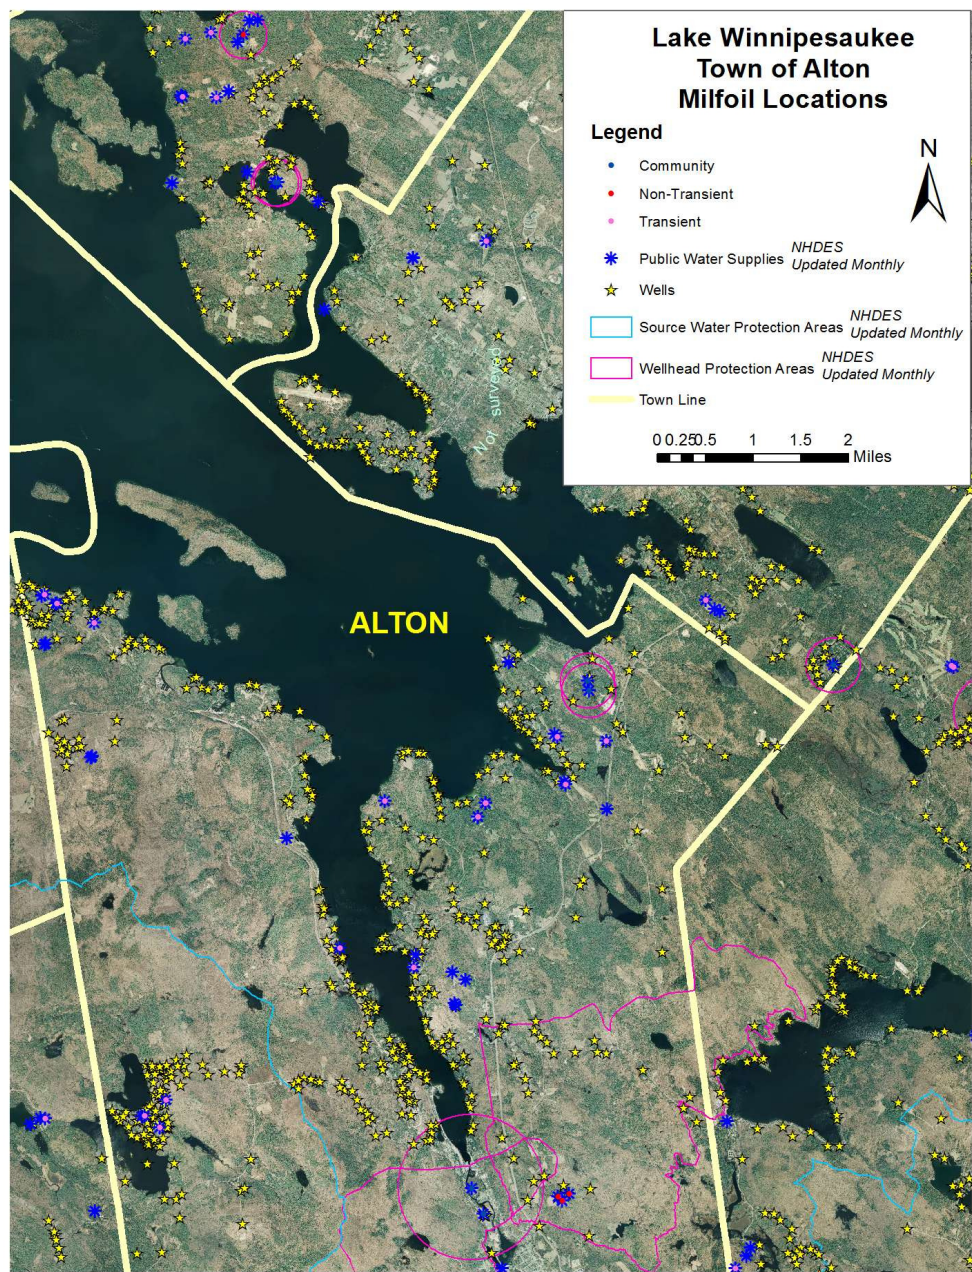 Lake Winnipesaukee
Town of Alton
Milfoil Locations
Legend
N
Community
Non-Transient
Transient
Public Water Supplies NHDES
Updated Monthly
Wells
Source Water Protection Areas NHDES
Updated Monthly
Wellhead Protection Areas NHDES
Updated Monthly
Town Line
0 0.25 0.5 1 1.5 2
Miles
Not surveyed
ALTON